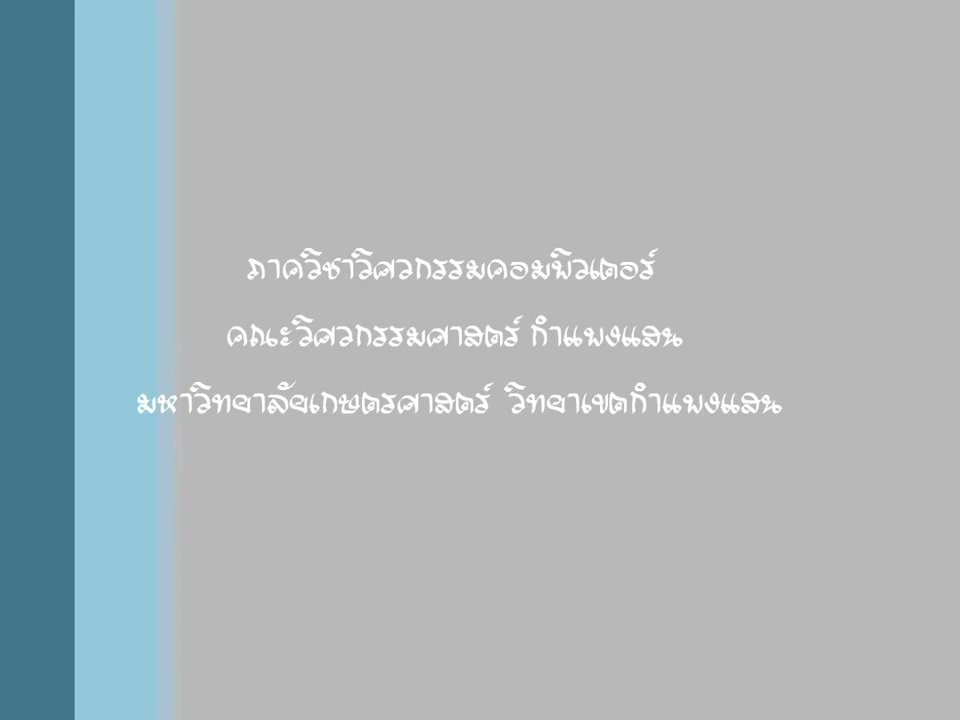 ภาควิชาวิศวกรรมคอมพิวเตอร์
คณะวิศวกรรมศาสตร์ กำแพงแสน
มหาวิทยาลัยเกษตรศาสตร์ วิทยาเขตกำแพงแสน